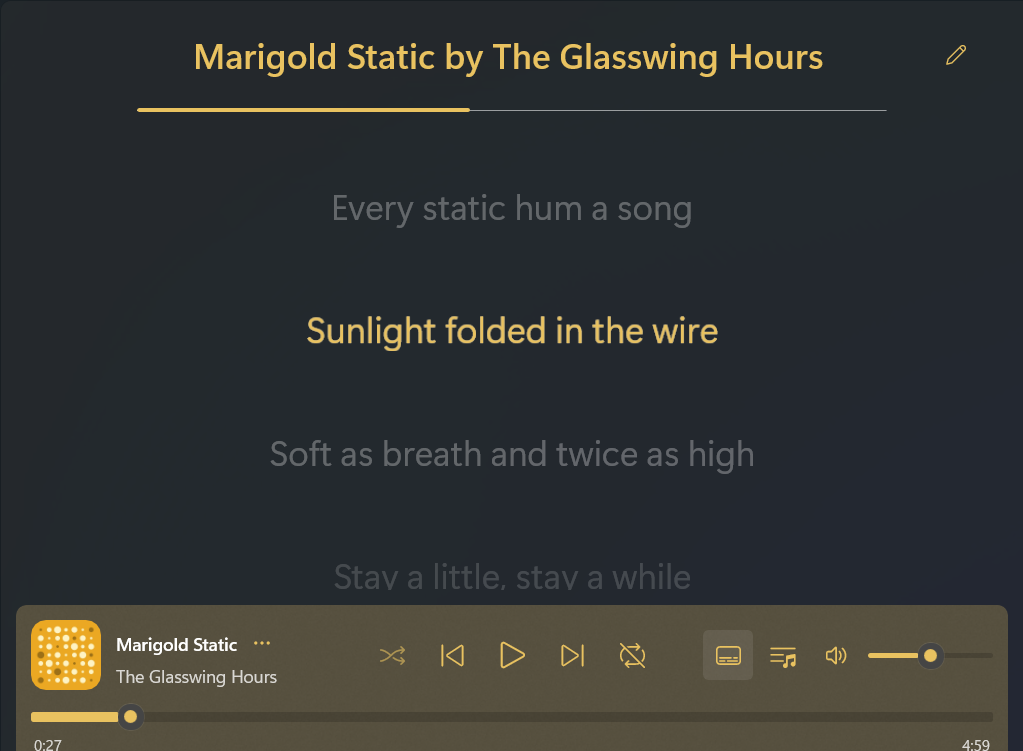 Marigold Static by The Glasswing Hours
Every static hum a song
Sunlight folded in the wire
Soft as breath and twice as high
Stay a little, stay a while
Marigold Static
The Glasswing Hours
0:27
4:59